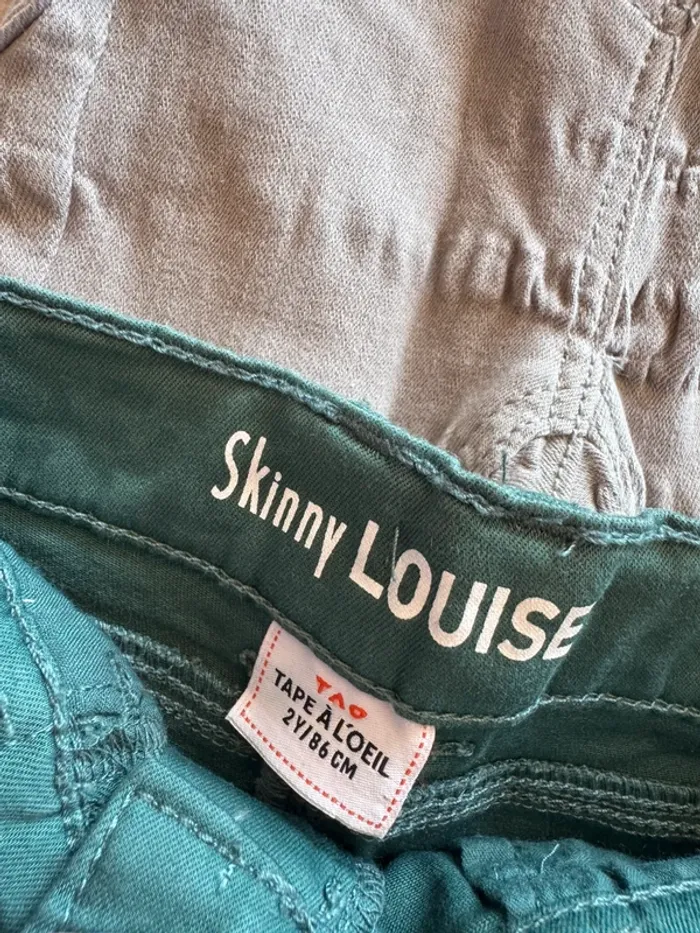 Skinny LOUISE
TAO
TAPE À L'OEIL
2Y/86 CM